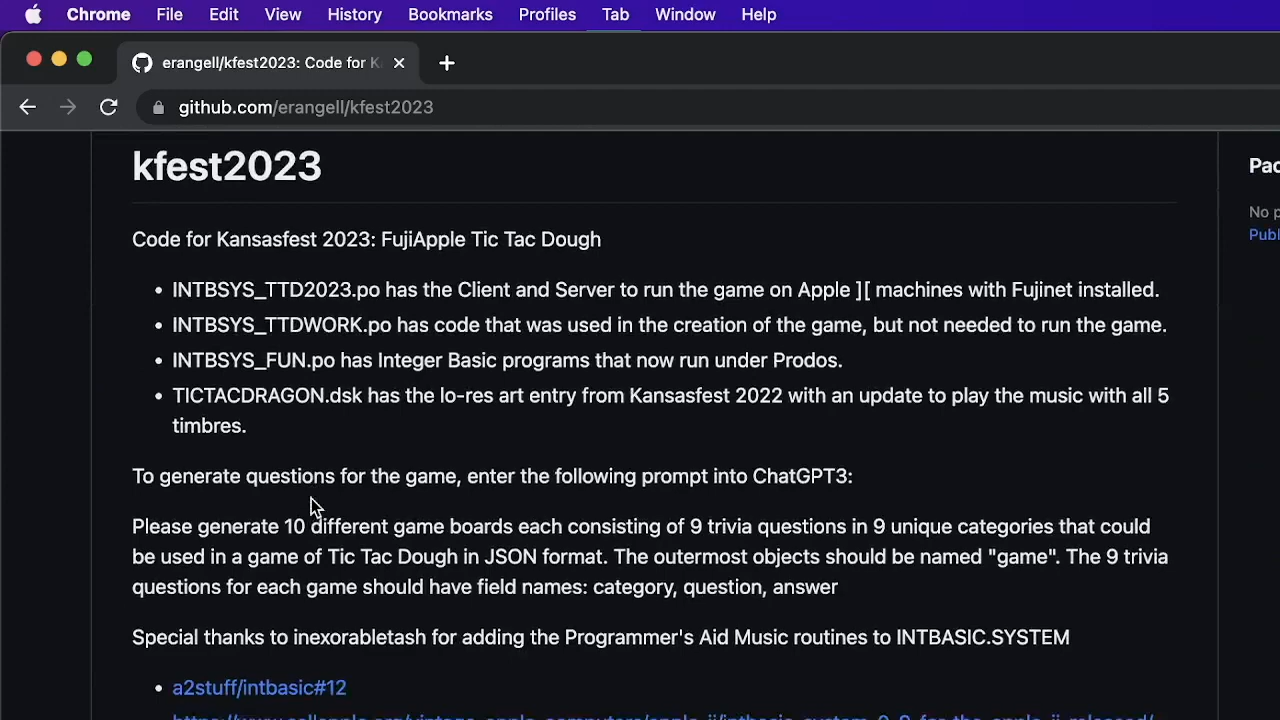 Chrome File Edit View History Bookmarks Profiles Tab Window Help
erangell/kfest2023: Code for K
github.com/erangell/kfest2023
kfest2023
Pac
No p
Publ
Code for Kansasfest 2023: FujiApple Tic Tac Dough
• INTBSYS_TTD2023.po has the Client and Server to run the game on Apple ][ machines with Fujinet installed.
• INTBSYS_TTDWORK.po has code that was used in the creation of the game, but not needed to run the game.
• INTBSYS_FUN.po has Integer Basic programs that now run under Prodos.
• TICTACDRAGON.dsk has the lo-res art entry from Kansasfest 2022 with an update to play the music with all 5
timbres.
To generate questions for the game, enter the following prompt into ChatGPT3:
Please generate 10 different game boards each consisting of 9 trivia questions in 9 unique categories that could
be used in a game of Tic Tac Dough in JSON format. The outermost objects should be named "game". The 9 trivia
questions for each game should have field names: category, question, answer
Special thanks to inexorabletash for adding the Programmer's Aid Music routines to INTBASIC.SYSTEM
• a2stuff/intbasic#12